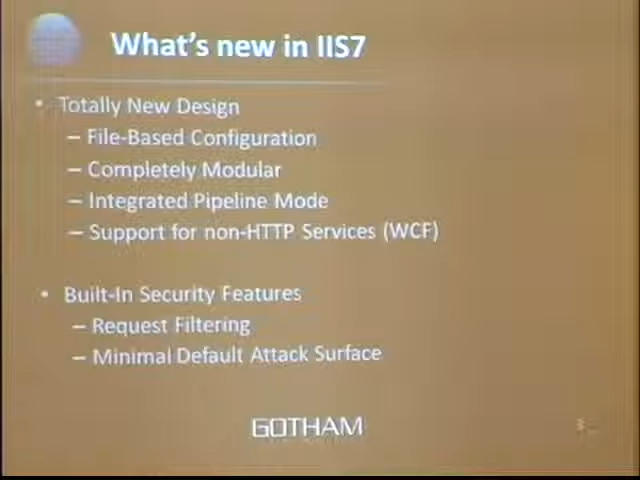 What's new in IIS7
• Totally New Design
– File-Based Configuration
– Completely Modular
– Integrated Pipeline Mode
– Support for non-HTTP Services (WCF)
• Built-In Security Features
– Request Filtering
– Minimal Default Attack Surface
GOTHAM